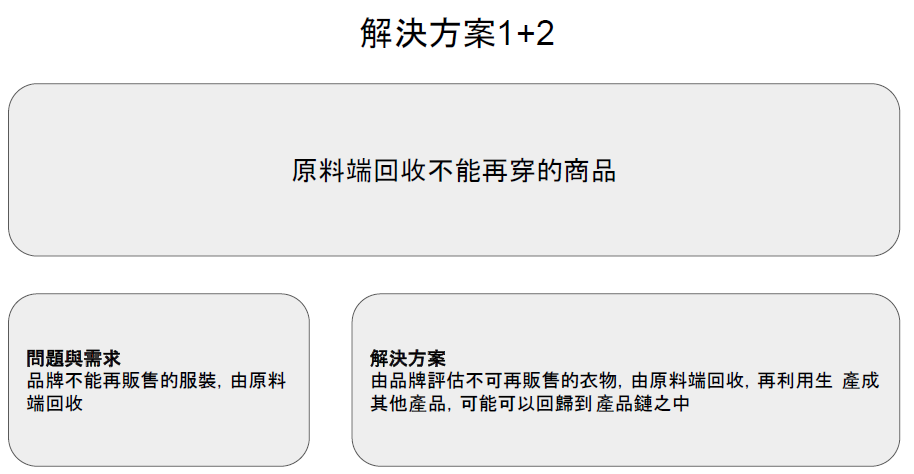 解決方案1+2
原料端回收不能再穿的商品
問題與需求
品牌不能再販售的服裝, 由原料
端回收
解決方案
由品牌評估不可再販售的衣物, 由原料端回收, 再利用生 產成
其他產品, 可能可以回歸到產品鏈之中